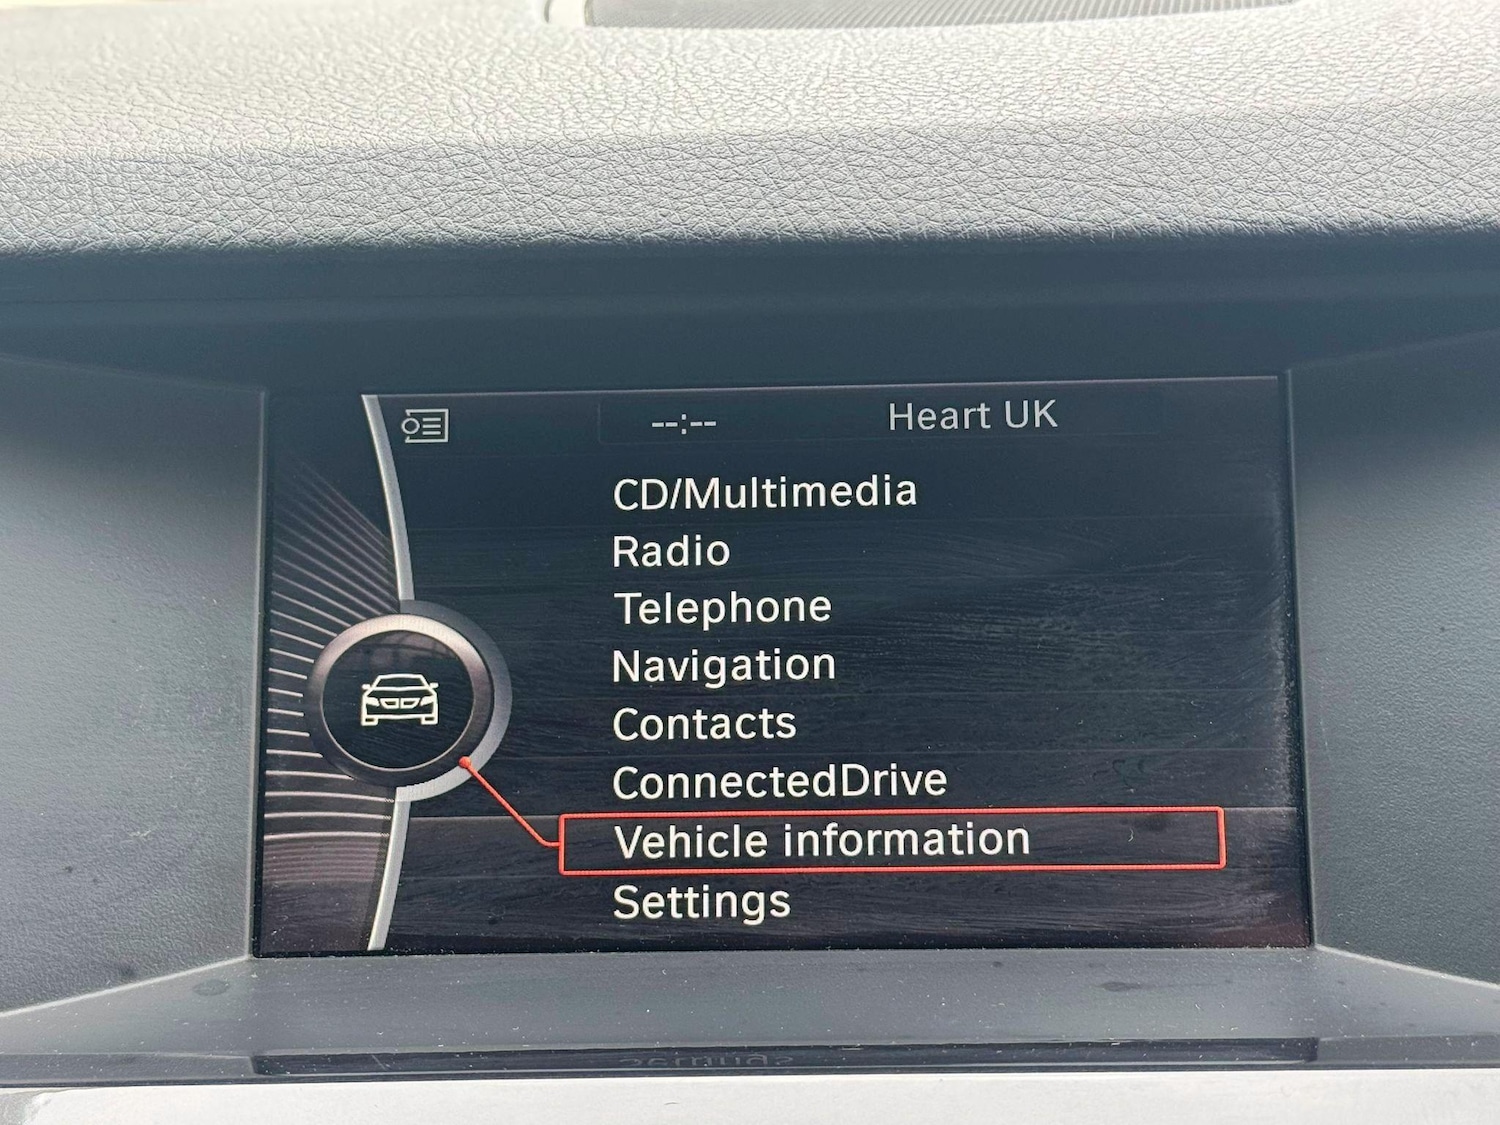 --:-- Heart UK
CD/Multimedia
Radio
Telephone
Navigation
Contacts
ConnectedDrive
Vehicle information
Settings